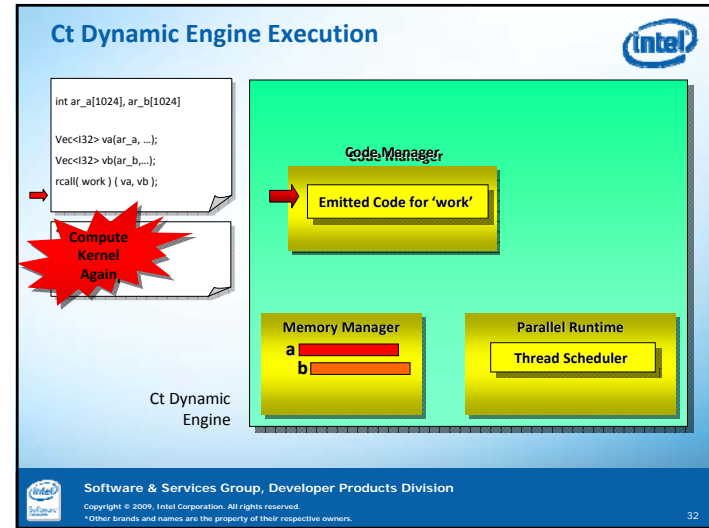 Ct Dynamic Engine Execution
intel
int ar_a[1024], ar_b[1024]
Vec<I32> va(ar_a, ...);
Vec<I32> vb(ar_b,...);
rcall( work ) ( va, vb );
Compute
Kernel
Again
Code Manager
Emitted Code for ‘work’
Memory Manager
a
b
Parallel Runtime
Thread Scheduler
Ct Dynamic
Engine
intel
Software
Software & Services Group, Developer Products Division
Copyright © 2009, Intel Corporation. All rights reserved.
*Other brands and names are the property of their respective owners.
32